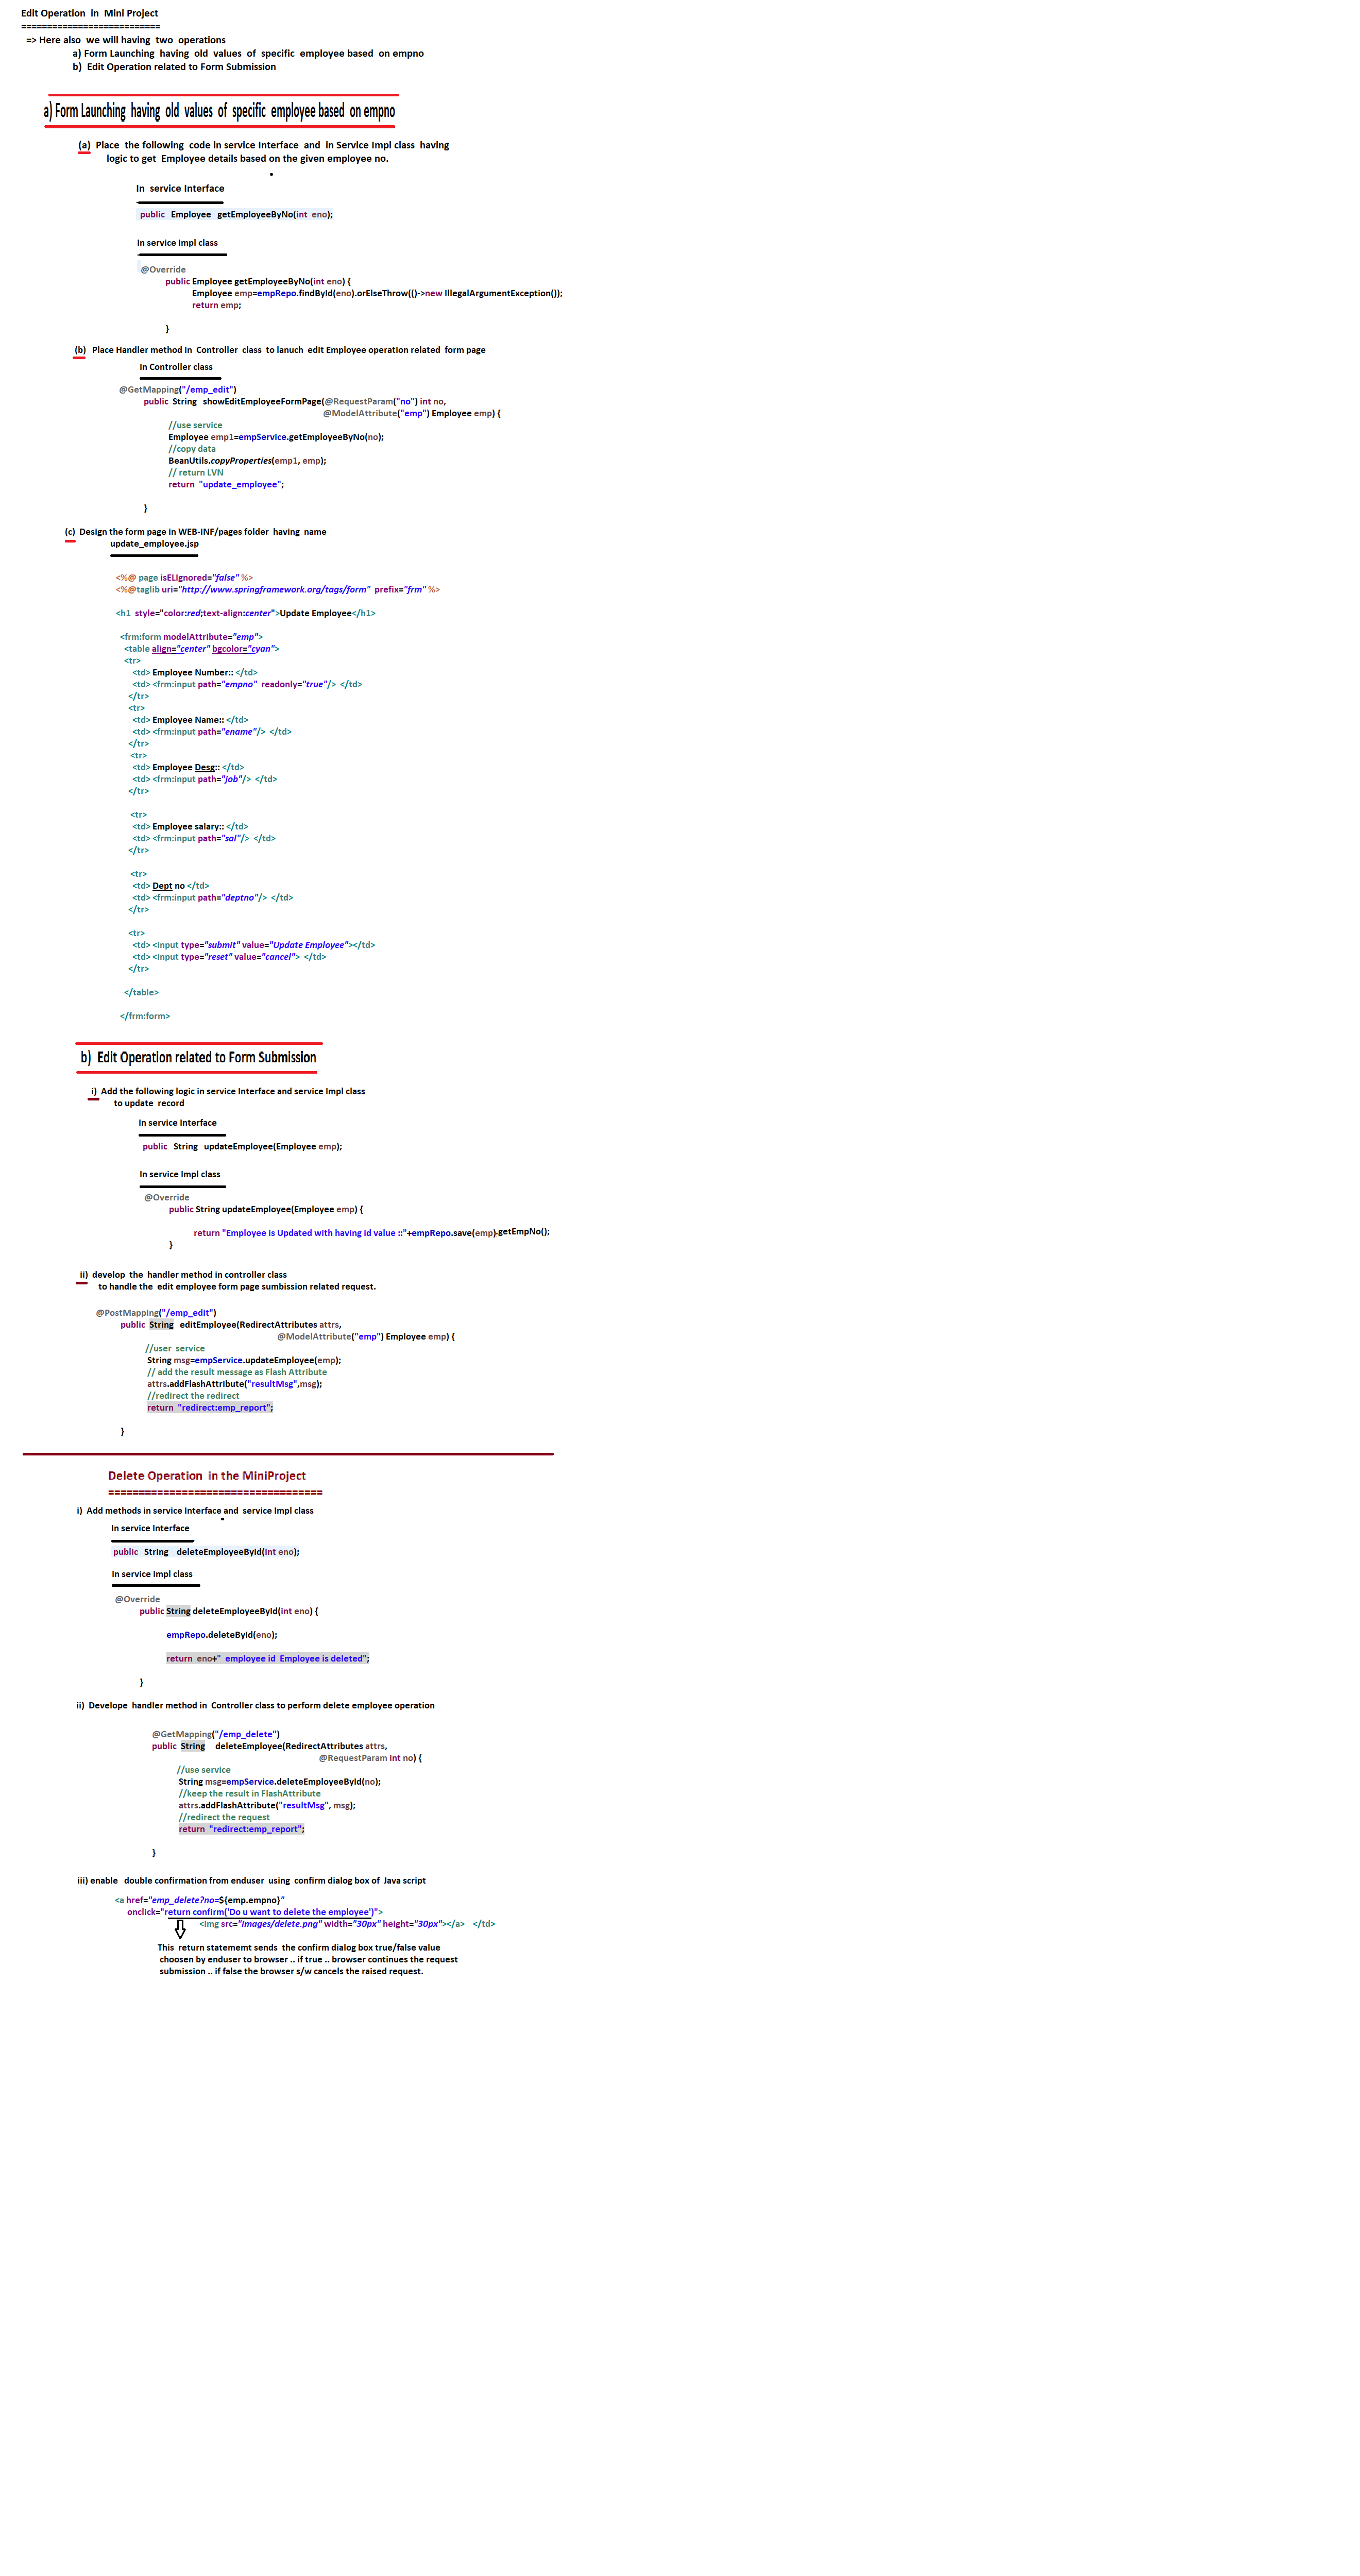 Edit Operation in Mini Project
===========================
=> Here also we will having two operations
a) Form Launching having old values of specific employee based on empno
b) Edit Operation related to Form Submission
a) Form Launching having old values of specific employee based on empno
(a) Place the following code in service Interface and in Service Impl class having
logic to get Employee details based on the given employee no.
In service Interface
public Employee getEmployeeByNo(int eno);
In service Impl class
@Override
public Employee getEmployeeByNo(int eno) {
Employee emp=empRepo.findById(eno).orElseThrow(()->new IllegalArgumentException());
return emp;
}
(b) Place Handler method in Controller class to lanuch edit Employee operation related form page
In Controller class
@GetMapping("/emp_edit")
public String showEditEmployeeFormPage(@RequestParam("no") int no,
@ModelAttribute("emp") Employee emp) {
//use service
Employee emp1=empService.getEmployeeByNo(no);
//copy data
BeanUtils.copyProperties(emp1, emp);
// return LVN
return "update_employee";
}
(c) Design the form page in WEB-INF/pages folder having name
update_employee.jsp
<%@ page isELIgnored="false" %>
<%@taglib uri="http://www.springframework.org/tags/form" prefix="frm" %>
<h1 style="color:red;text-align:center">Update Employee</h1>
<frm:form modelAttribute="emp">
<table align="center" bgcolor="cyan">
<tr>
<td> Employee Number:: </td>
<td> <frm:input path="empno" readonly="true"/> </td>
</tr>
<tr>
<td> Employee Name:: </td>
<td> <frm:input path="ename"/> </td>
</tr>
<tr>
<td> Employee Desg:: </td>
<td> <frm:input path="job"/> </td>
</tr>
<tr>
<td> Employee salary:: </td>
<td> <frm:input path="sal"/> </td>
</tr>
<tr>
<td> Dept no </td>
<td> <frm:input path="deptno"/> </td>
</tr>
<tr>
<td> <input type="submit" value="Update Employee"></td>
<td> <input type="reset" value="cancel"> </td>
</tr>
</table>
</frm:form>
b) Edit Operation related to Form Submission
i) Add the following logic in service Interface and service Impl class
to update record
In service Interface
public String updateEmployee(Employee emp);
In service Impl class
@Override
public String updateEmployee(Employee emp) {
return "Employee is Updated with having id value ::"+empRepo.save(emp).getEmpNo();
}
ii) develop the handler method in controller class
to handle the edit employee form page sumbission related request.
@PostMapping("/emp_edit")
public String editEmployee(RedirectAttributes attrs,
@ModelAttribute("emp") Employee emp) {
//user service
String msg=empService.updateEmployee(emp);
// add the result message as Flash Attribute
attrs.addFlashAttribute("resultMsg",msg);
//redirect the redirect
return "redirect:emp_report";
}
Delete Operation in the MiniProject
===================================
i) Add methods in service Interface and service Impl class
In service Interface
public String deleteEmployeeById(int eno);
In service Impl class
@Override
public String deleteEmployeeById(int eno) {
empRepo.deleteById(eno);
return eno+" employee id Employee is deleted";
}
ii) Develope handler method in Controller class to perform delete employee operation
@GetMapping("/emp_delete")
public String deleteEmployee(RedirectAttributes attrs,
@RequestParam int no) {
//use service
String msg=empService.deleteEmployeeById(no);
//keep the result in FlashAttribute
attrs.addFlashAttribute("resultMsg", msg);
//redirect the request
return "redirect:emp_report";
}
iii) enable double confirmation from enduser using confirm dialog box of Java script
<a href="emp_delete?no=${emp.empno}"
onclick="return confirm('Do u want to delete the employee')">
<img src="images/delete.png" width="30px" height="30px"></a> </td>
This return statememt sends the confirm dialog box true/false value
choosen by enduser to browser .. if true .. browser continues the request
submission .. if false the browser s/w cancels the raised request.